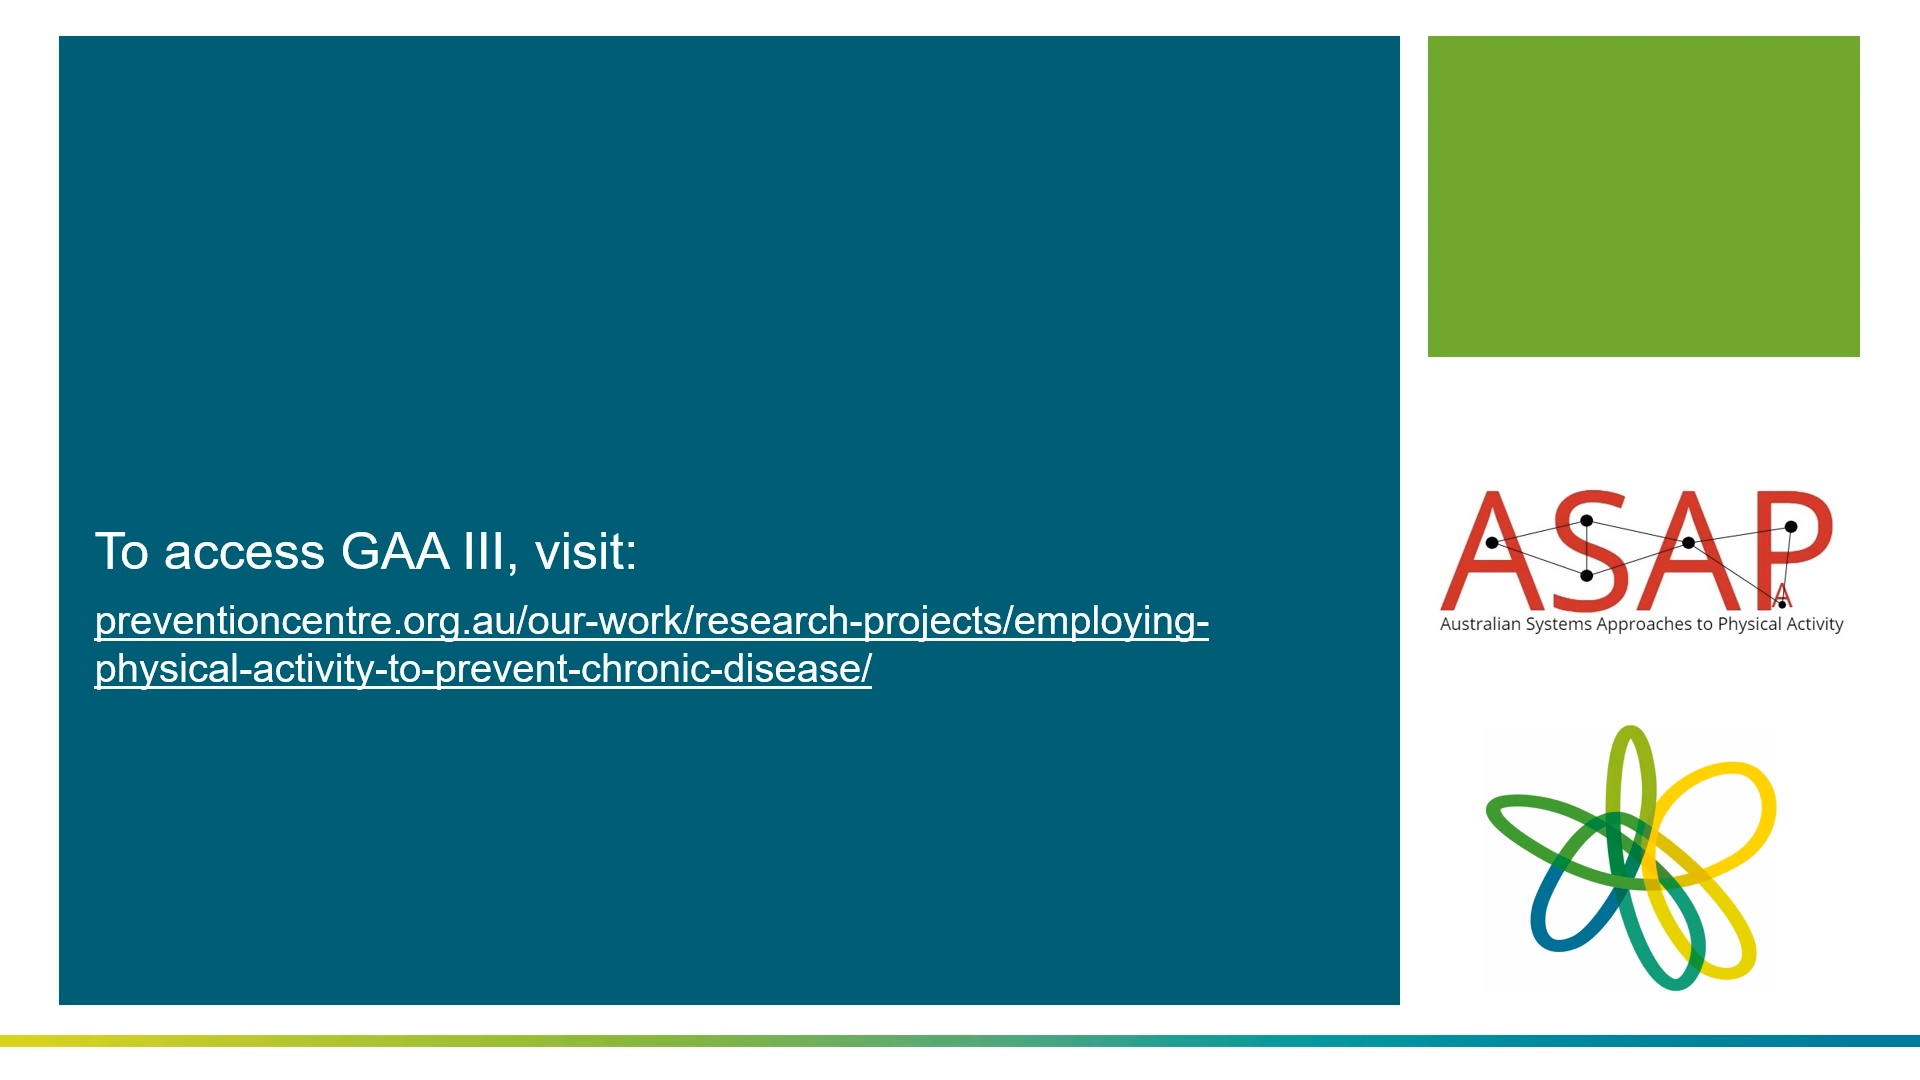 To access GAA III, visit:
preventioncentre.org.au/our-work/research-projects/employing-
physical-activity-to-prevent-chronic-disease/
ASAPA
Australian Systems Approaches to Physical Activity